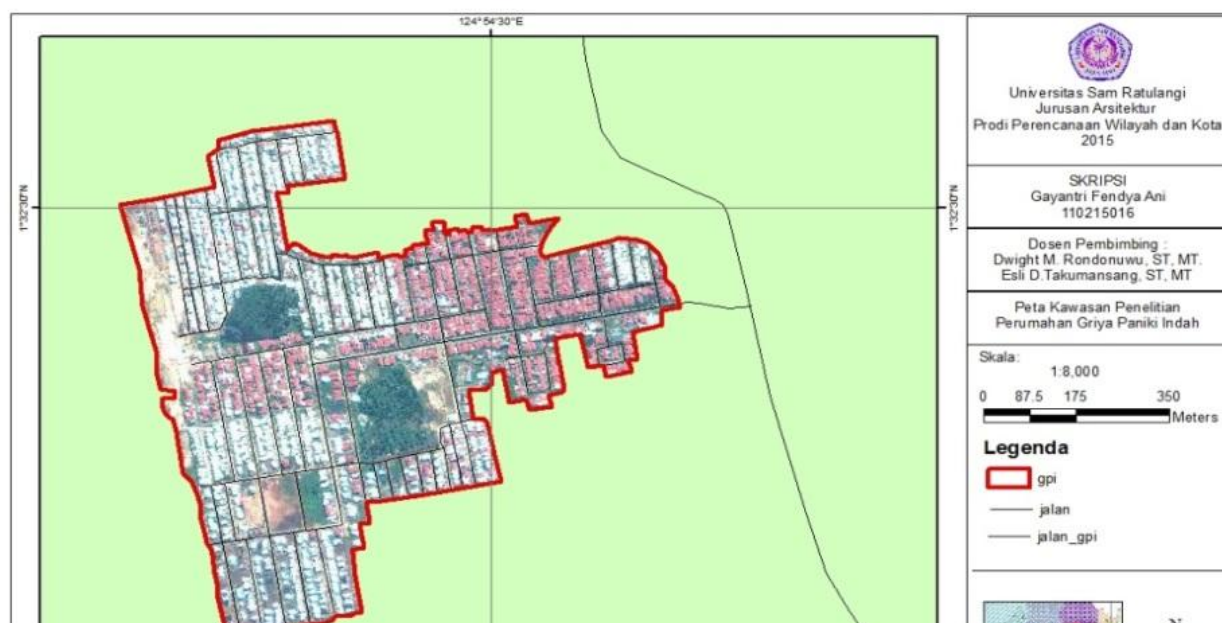 124°54'30"E
1°32'30"N
1°32'30"N
Universitas Sam Ratulangi
Jurusan Arsitektur
Prodi Perencanaan Wilayah dan Kota
2015
SKRIPSI
Gayantri Fendya Ani
110215016
Dosen Pembimbing :
Dwight M. Rondonuwu, ST, MT.
Esli D.Takumansang, ST, MT
Peta Kawasan Penelitian
Perumahan Griya Paniki Indah
Skala:
1:8,000
0 87.5 175 350
Meters
Legenda
gpi
jalan
jalan_gpi